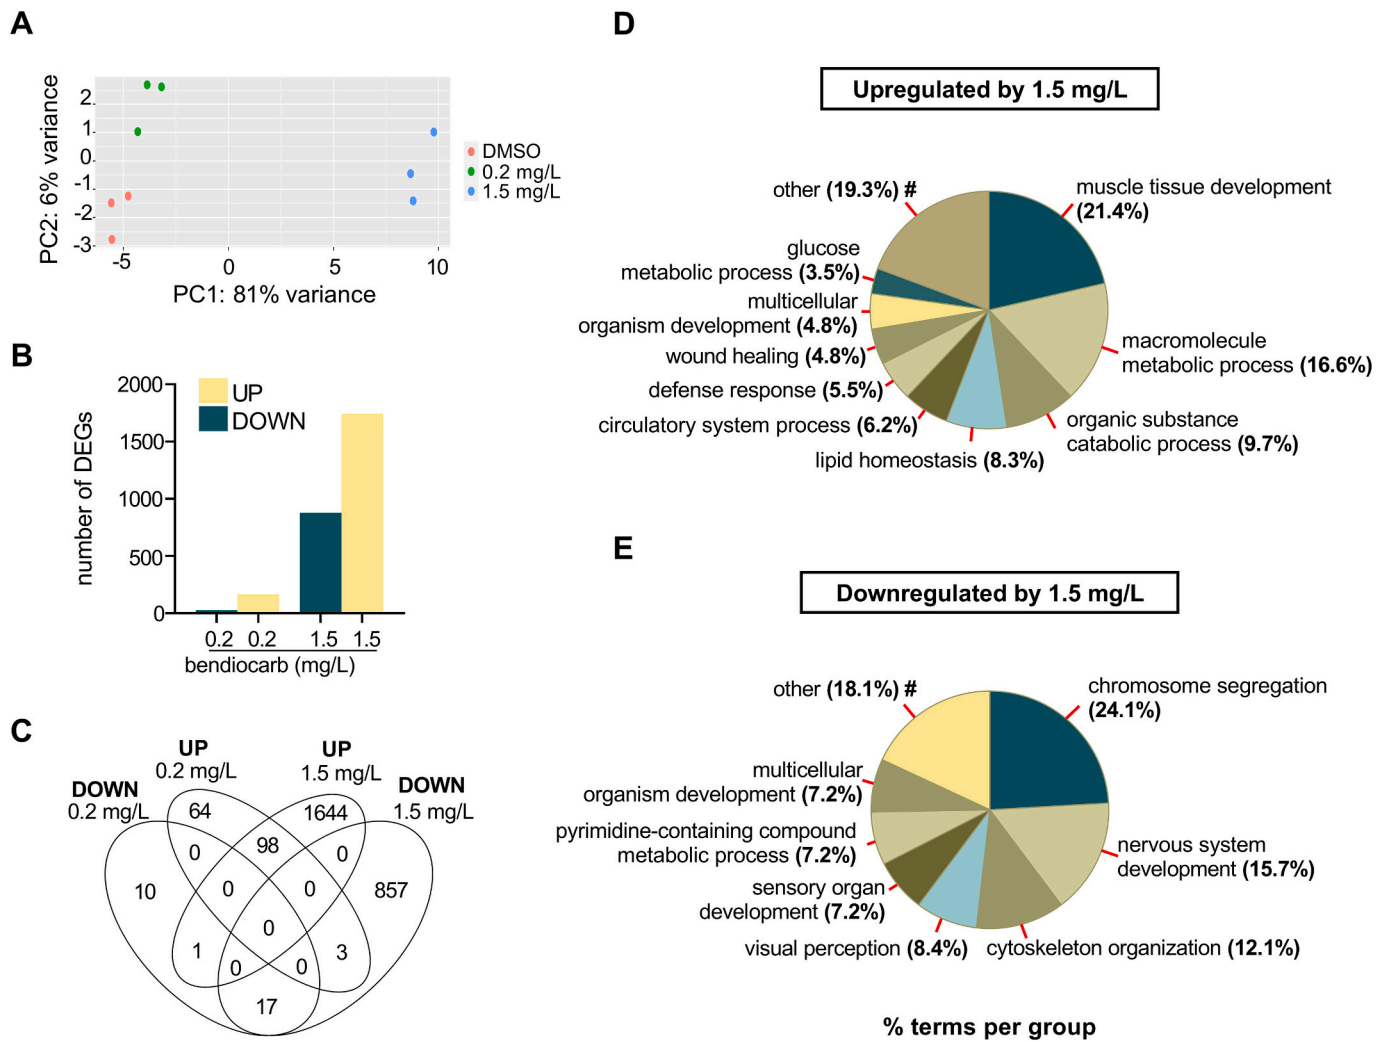 A
PC2: 6% variance
2
1
0
-1
-2
-3
-5
0
5
10
PC1: 81% variance
DMSO
0.2 mg/L
1.5 mg/L
B
number of DEGs
2000
1500
1000
500
0
UP
DOWN
0.2 0.2 1.5 1.5
bendiocarb (mg/L)
C
DOWN
0.2 mg/L
UP
0.2 mg/L
UP
1.5 mg/L
DOWN
1.5 mg/L
64
1644
0
98
0
10
0
0
857
0
1
0
0
3
17
D
Upregulated by 1.5 mg/L
other (19.3%) #
muscle tissue development
(21.4%)
glucose
metabolic process (3.5%)
multicellular
organism development (4.8%)
wound healing (4.8%)
defense response (5.5%)
circulatory system process (6.2%)
lipid homeostasis (8.3%)
macromolecule
metabolic process (16.6%)
organic substance
catabolic process (9.7%)
E
Downregulated by 1.5 mg/L
other (18.1%) #
chromosome segregation
(24.1%)
multicellular
organism development (7.2%)
pyrimidine-containing compound
metabolic process (7.2%)
sensory organ
development (7.2%)
visual perception (8.4%)
nervous system
development (15.7%)
cytoskeleton organization (12.1%)
% terms per group